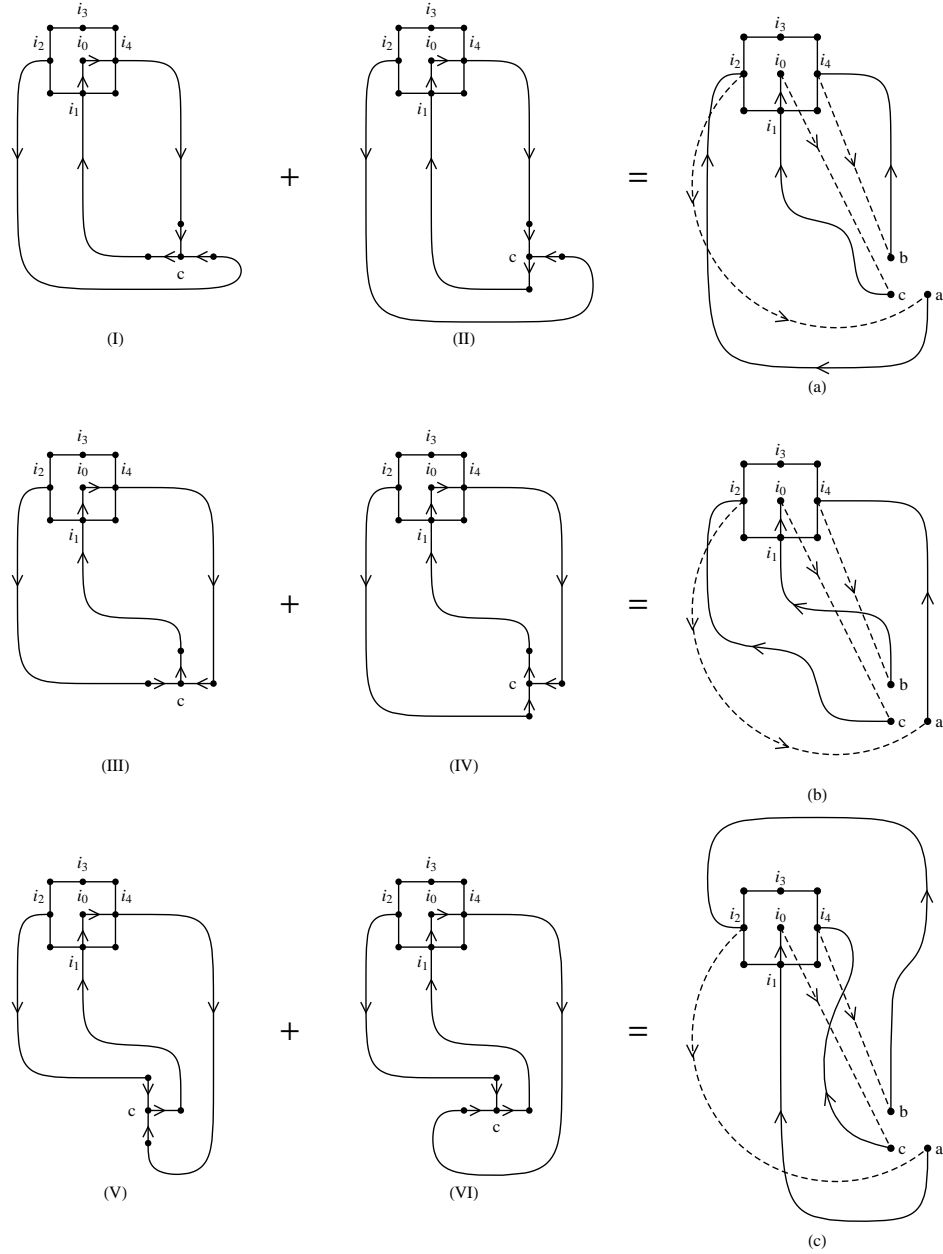 i₃ i₃ i₃
i₂ i₀ i₄ i₂ i₀ i₄ i₂ i₀ i₄
i₁ i₁ i₁
+ =
c c b
c a
(I) (II) (a)
i₃ i₃ i₃
i₂ i₀ i₄ i₂ i₀ i₄ i₂ i₀ i₄
i₁ i₁ i₁
+ =
c c b
c a
(III) (IV) (b)
i₃ i₃ i₃
i₂ i₀ i₄ i₂ i₀ i₄ i₂ i₀ i₄
i₁ i₁ i₁
+ =
c c b
c a
(V) (VI) (c)